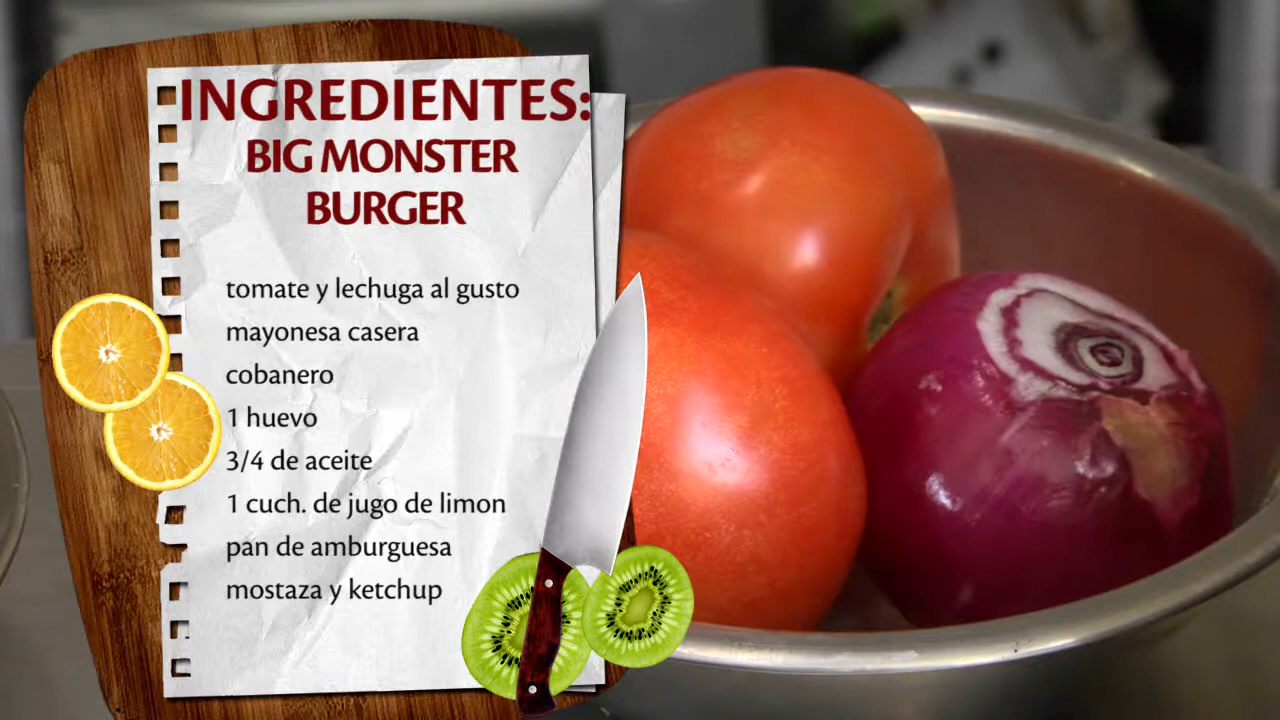 INGREDIENTES:
BIG MONSTER
BURGER
tomate y lechuga al gusto
mayonesa casera
cobanero
1 huevo
3/4 de aceite
1 cuch. de jugo de limon
pan de amburguesa
mostaza y ketchup